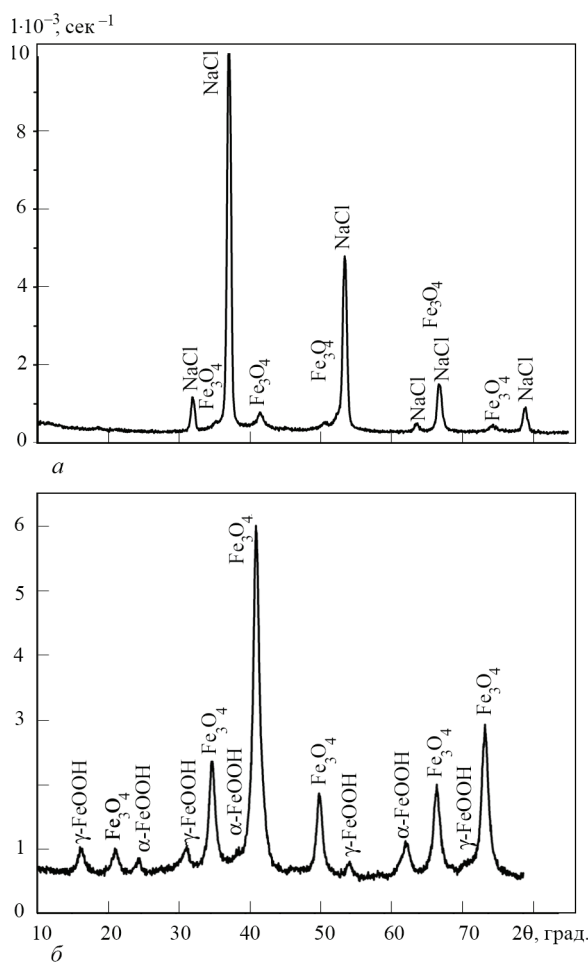 1·10⁻³, сек⁻¹
10
8
6
4
2
0
NaCl
Fe₃O₄
NaCl
Fe₃O₄
Fe₃O₄
NaCl
NaCl
Fe₃O₄
NaCl
Fe₃O₄
NaCl
а
6
5
3
1
0
γ-FeOOH
Fe₃O₄
α-FeOOH
γ-FeOOH
Fe₃O₄
α-FeOOH
Fe₃O₄
Fe₃O₄
γ-FeOOH
α-FeOOH
Fe₃O₄
γ-FeOOH
Fe₃O₄
10 20 30 40 50 60 70 2θ, град.
б